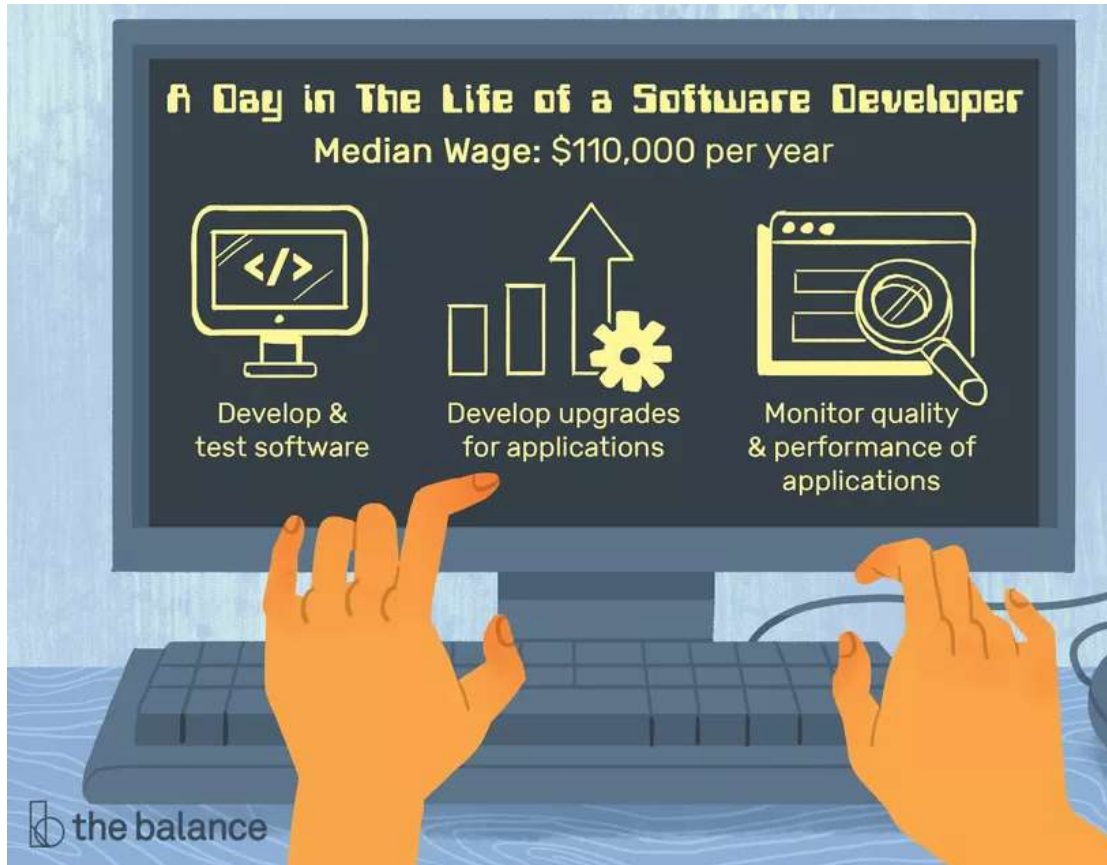 A Day in The Life of a Software Developer
Median Wage: $110,000 per year
</>
Develop &
test software
Develop upgrades
for applications
Monitor quality
& performance of
applications
the balance